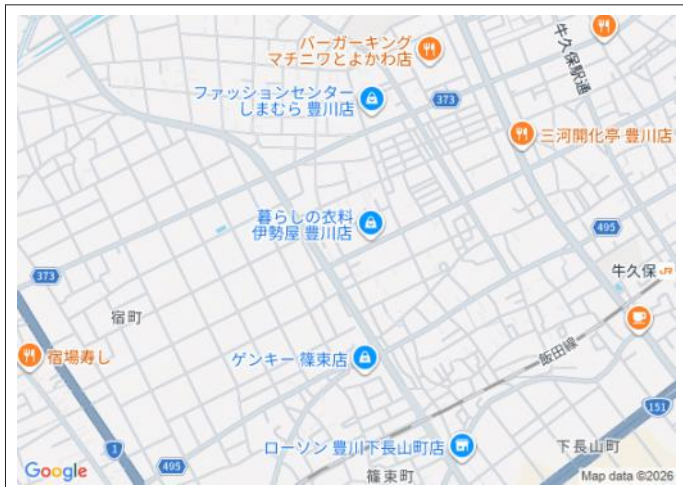 バーガーキング
マチニワとよかわ店
牛久保駅通
ファッションセンター
しまむら 豊川店
373
三河開化亭 豊川店
暮らしの衣料
伊勢屋 豊川店
495
牛久保
JR
373
宿町
飯田線
宿場寿し
ゲンキー 篠束店
151
1
ローソン 豊川下長山町店
下長山町
495
篠束町
Google
Map data ©2026